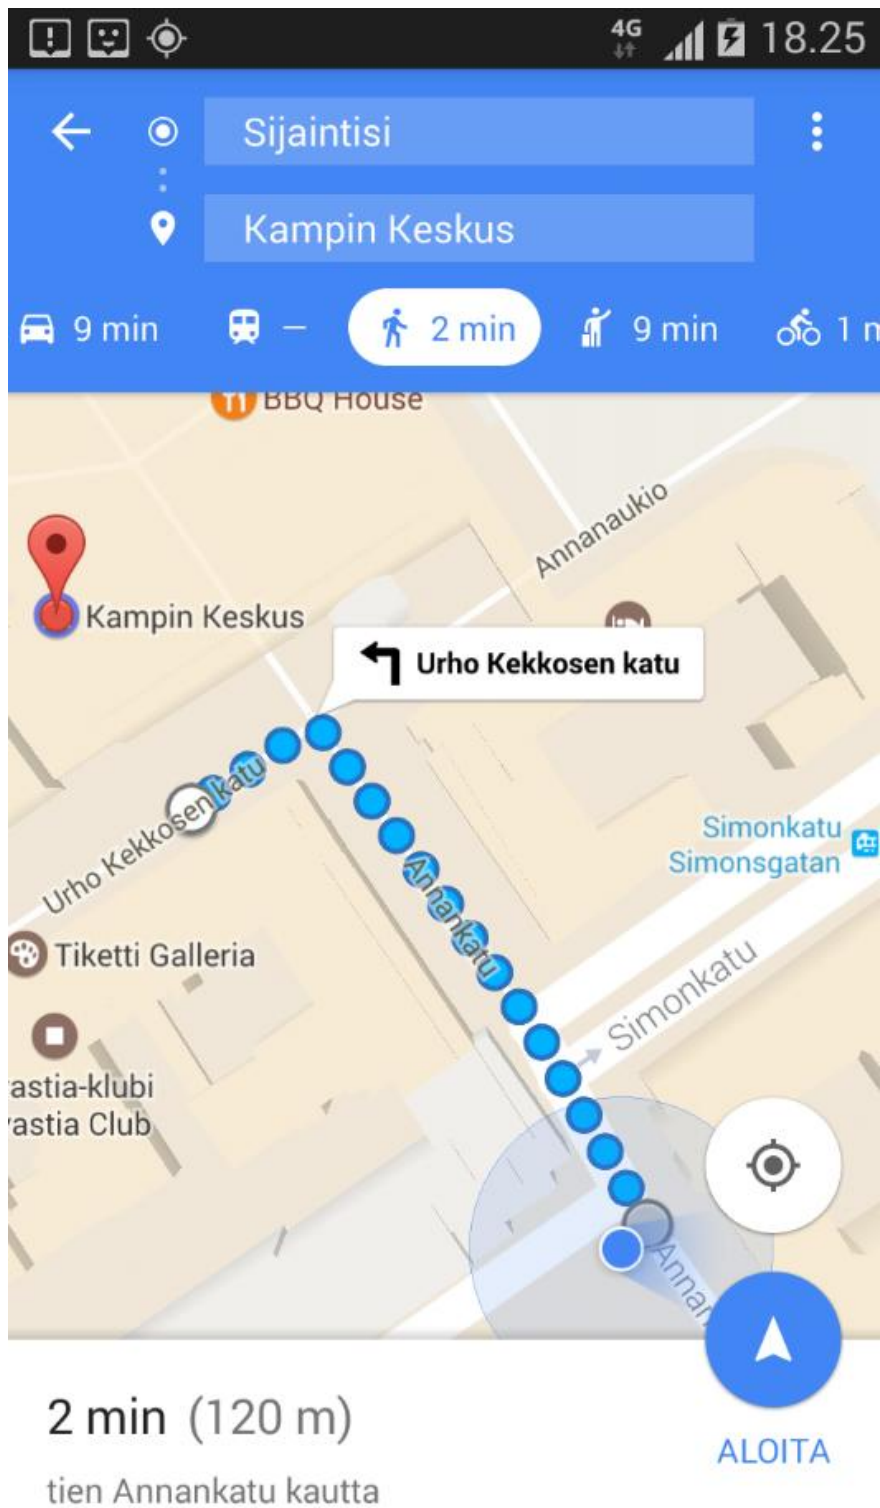 4G
18.25
Sijaintisi
Kampin Keskus
9 min
–
2 min
9 min
1 m
BBQ House
Annanaukio
Kampin Keskus
Urho Kekkosen katu
Urho Kekkosen katu
Annankatu
Simonkatu
Simonsgatan
Simonkatu
Tiketti Galleria
astia-klubi
astia Club
Annan
2 min (120 m)
ALOITA
tien Annankatu kautta